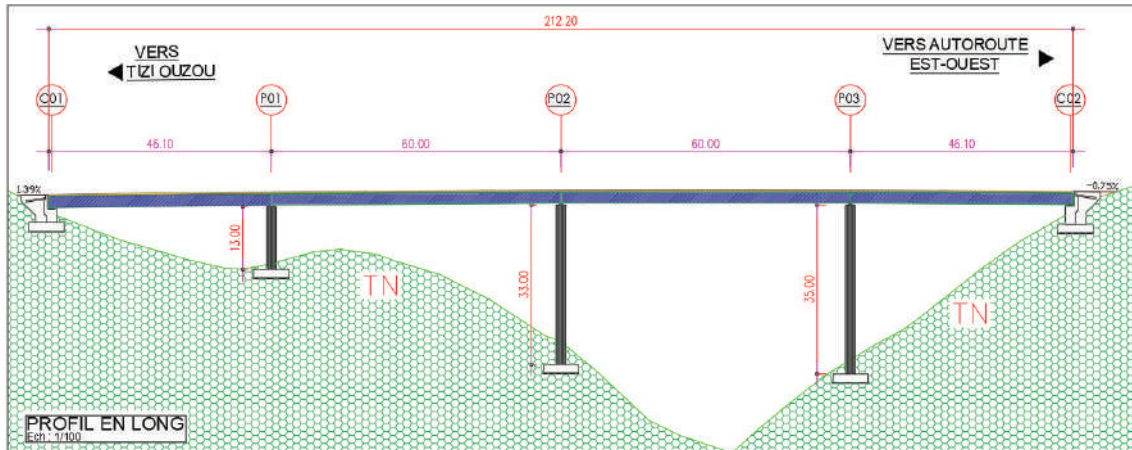 212.20
VERS
TIZI OUZOU
VERS AUTOROUTE
EST-OUEST
C01
P01
P02
P03
C02
46.10
60.00
60.00
46.10
1.39%
-0.75%
13.00
33.00
35.00
TN
TN
PROFIL EN LONG
Ech : 1/100